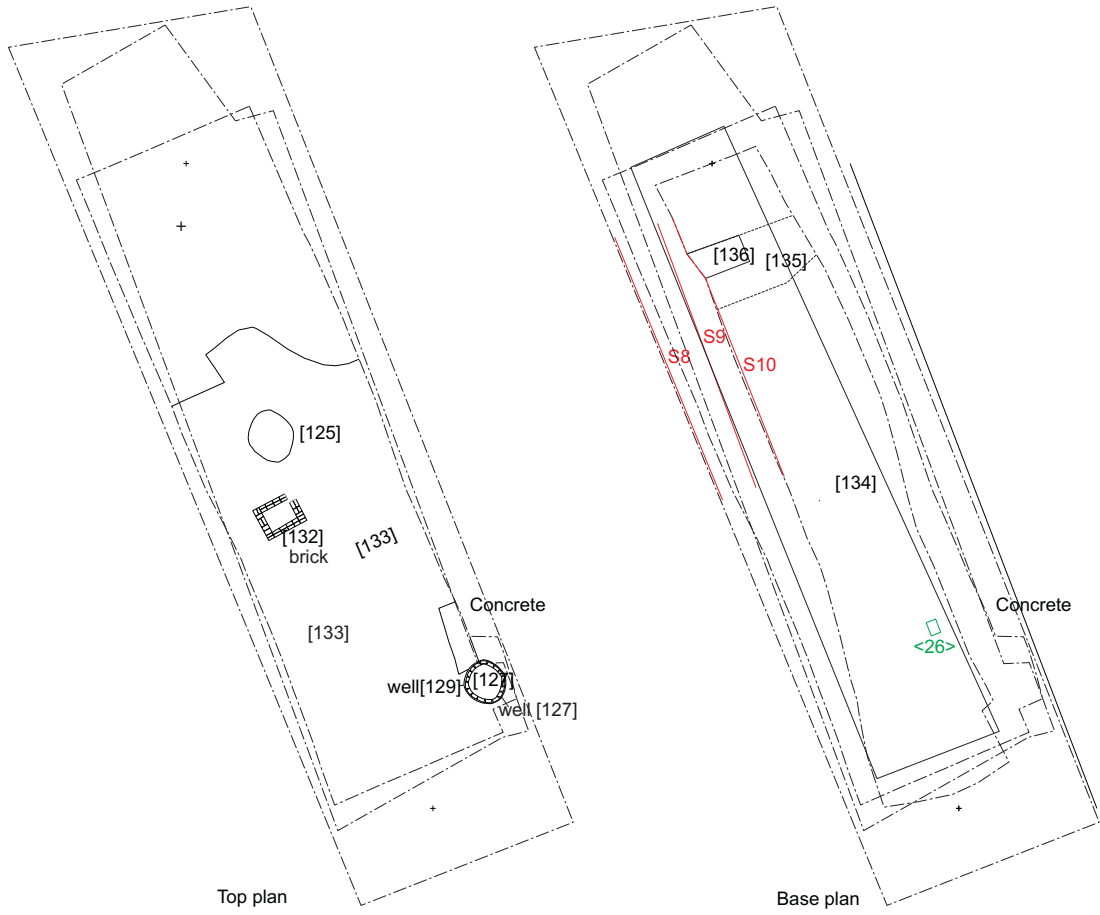 [125]
[132]
brick
[133]
[133]
Concrete
well[129]
[127]
well [127]
Top plan
[136]
[135]
S9
S8
S10
[134]
Concrete
<26>
Base plan